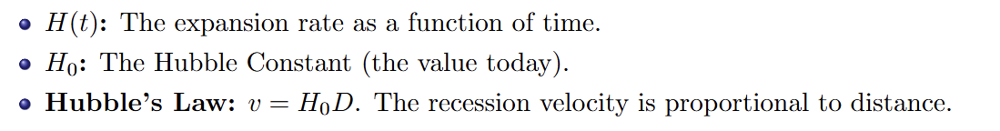 • H(t): The expansion rate as a function of time.
• H₀: The Hubble Constant (the value today).
• Hubble's Law: v = H₀D. The recession velocity is proportional to distance.